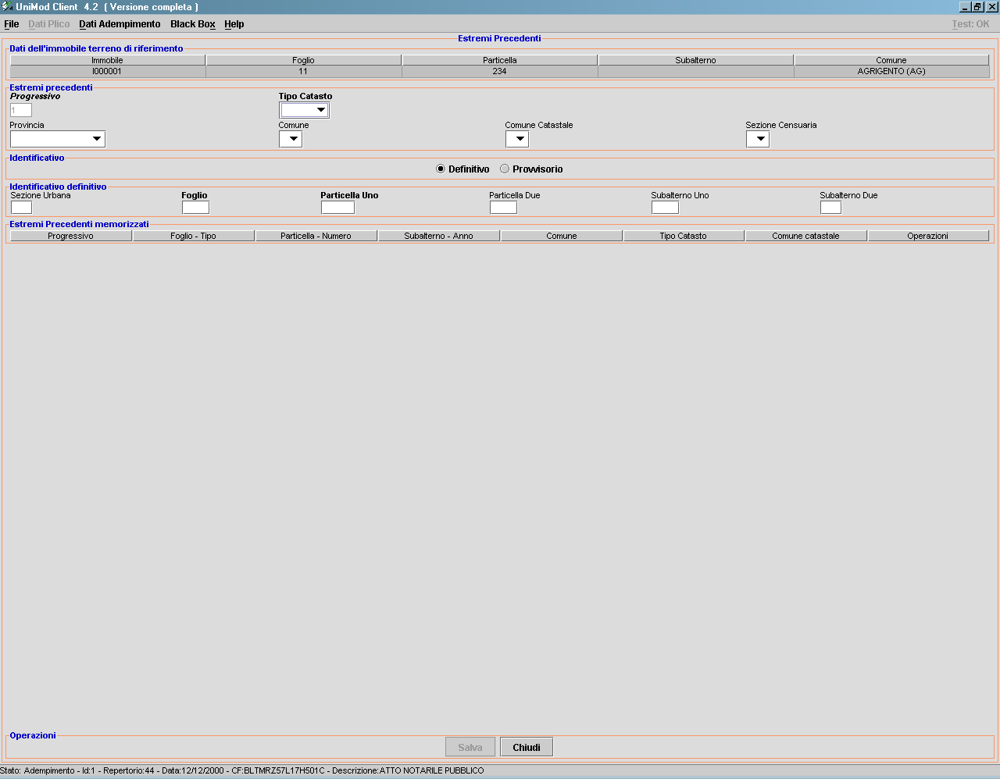 UniMod Client 4.2 ( Versione completa )
File Dati Plico Dati Adempimento Black Box Help Test: OK
Estremi Precedenti
Dati dell'immobile terreno di riferimento
Immobile Foglio Particella Subalterno Comune
I000001 11 234 AGRIGENTO (AG)
Estremi precedenti
Progressivo Tipo Catasto
1
Provincia Comune Comune Catastale Sezione Censuaria
Identificativo
Definitivo Provvisorio
Identificativo definitivo
Sezione Urbana Foglio Particella Uno Particella Due Subalterno Uno Subalterno Due
Estremi Precedenti memorizzati
Progressivo Foglio - Tipo Particella - Numero Subalterno - Anno Comune Tipo Catasto Comune catastale Operazioni
Operazioni
Salva Chiudi
Stato: Adempimento - Id:1 - Repertorio:44 - Data:12/12/2000 - CF:BLTMRZ57L17H501C - Descrizione:ATTO NOTARILE PUBBLICO